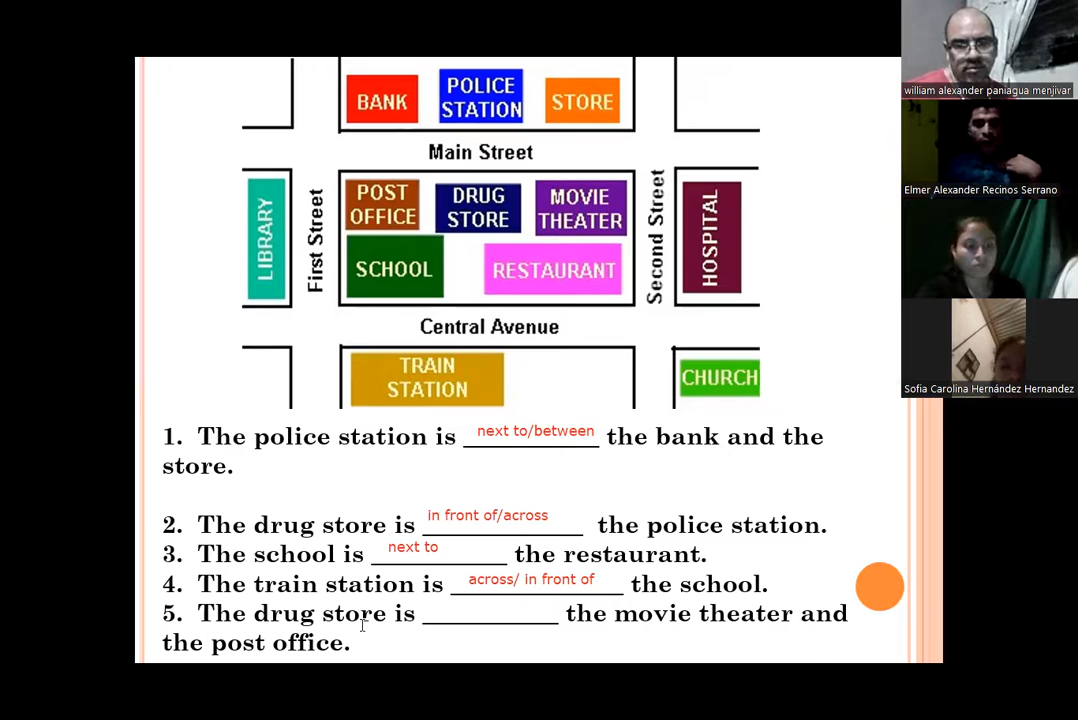 BANK
POLICE
STATION
STORE
Main Street
LIBRARY
First Street
POST
OFFICE
DRUG
STORE
MOVIE
THEATER
SCHOOL
RESTAURANT
Second Street
HOSPITAL
Central Avenue
TRAIN
STATION
CHURCH
1. The police station is next to/between the bank and the
store.
2. The drug store is in front of/across the police station.
3. The school is next to the restaurant.
4. The train station is across/ in front of the school.
5. The drug store is __________ the movie theater and
the post office.
william alexander paniagua menjivar
Elmer Alexander Recinos Serrano
Sofia Carolina Hernández Hernandez